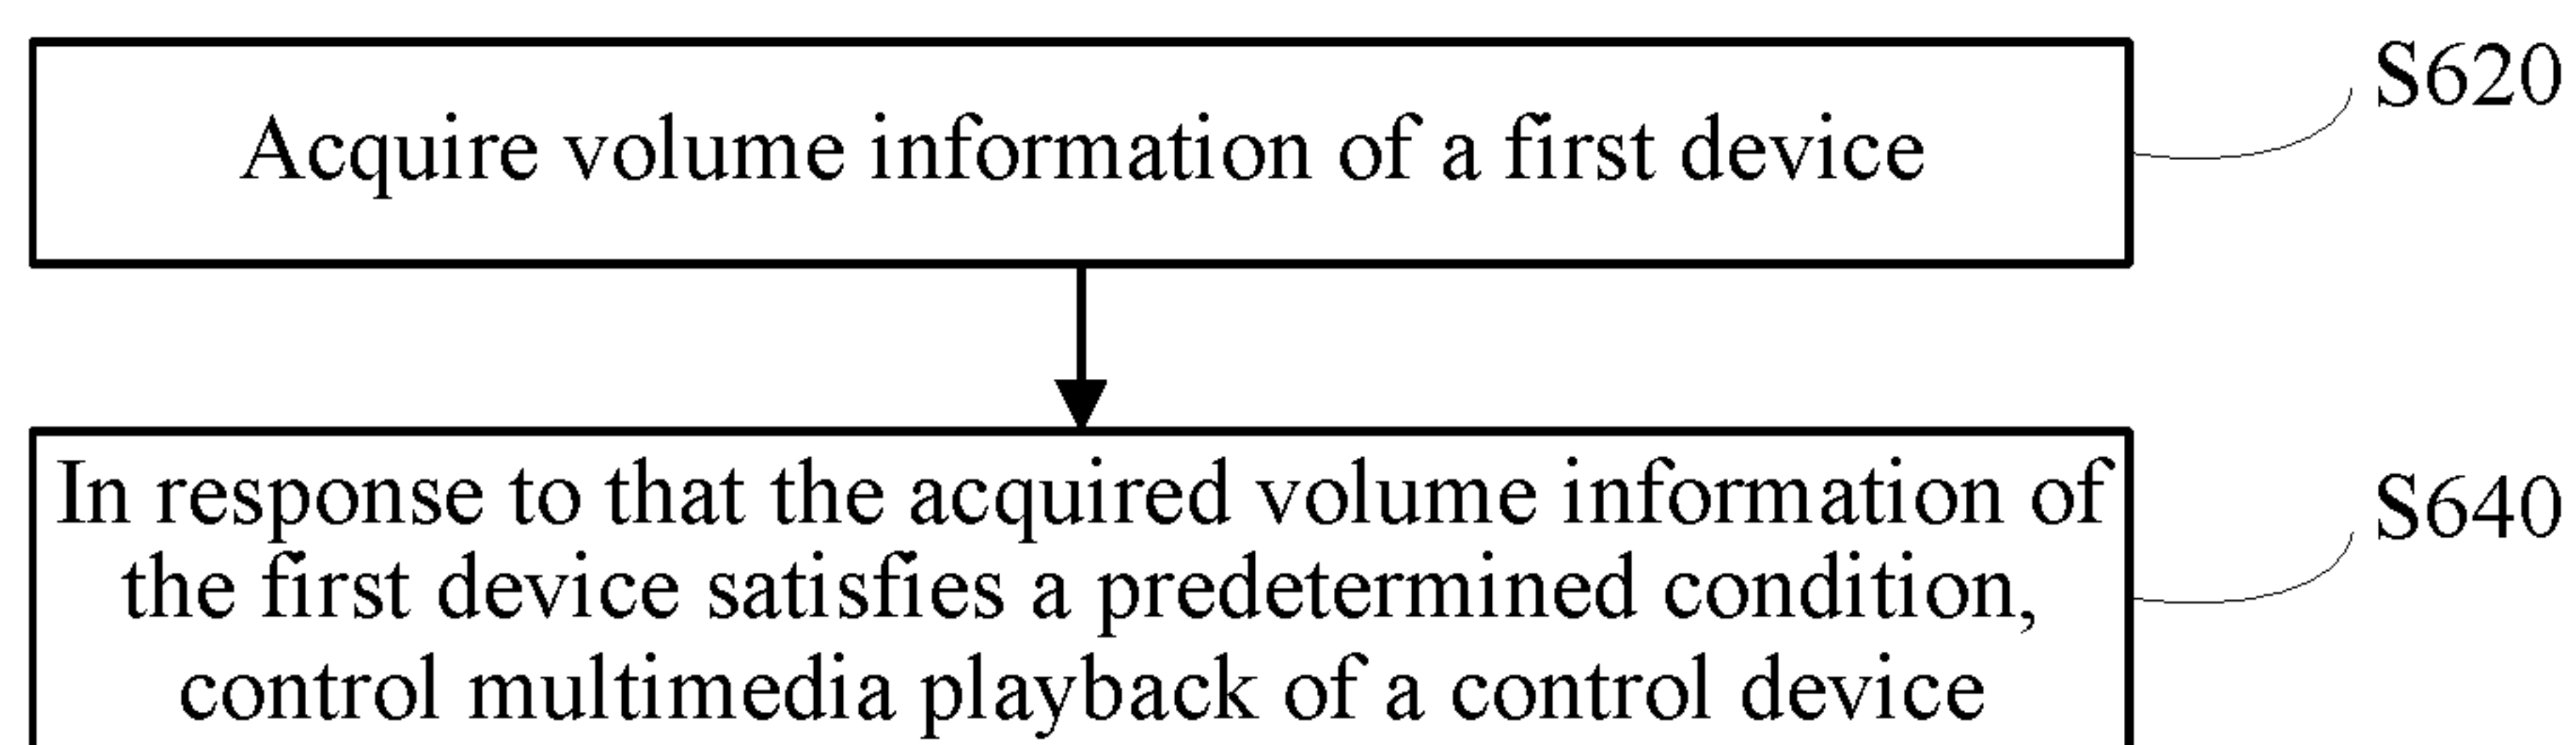 S620
Acquire volume information of a first device
In response to that the acquired volume information of
S640
the first device satisfies a predetermined condition,
control multimedia playback of a control device